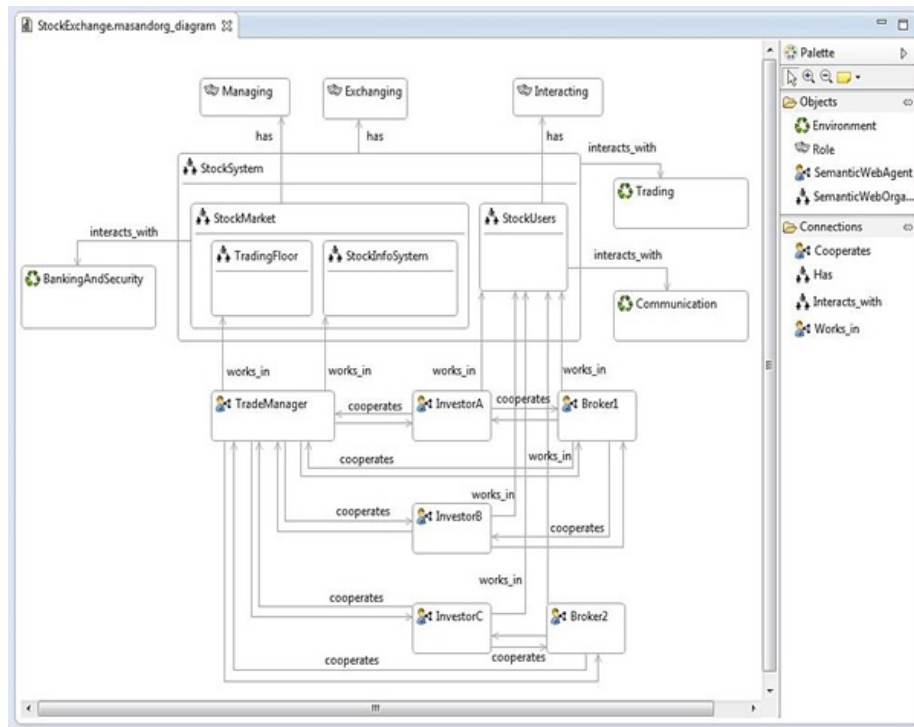 StockExchange.masandorg_diagram
Palette
Objects
Environment
Role
SemanticWebAgent
SemanticWebOrga...
Connections
Cooperates
Has
Interacts_with
Works_in
Managing
Exchanging
Interacting
has
has
has
interacts_with
StockSystem
Trading
StockMarket
StockUsers
interacts_with
TradingFloor
StockInfoSystem
interacts_with
BankingAndSecurity
Communication
works_in
works_in
works_in
works_in
TradeManager
cooperates
InvestorA
cooperates
Broker1
cooperates
works_in
works_in
cooperates
InvestorB
cooperates
works_in
cooperates
InvestorC
Broker2
cooperates
cooperates